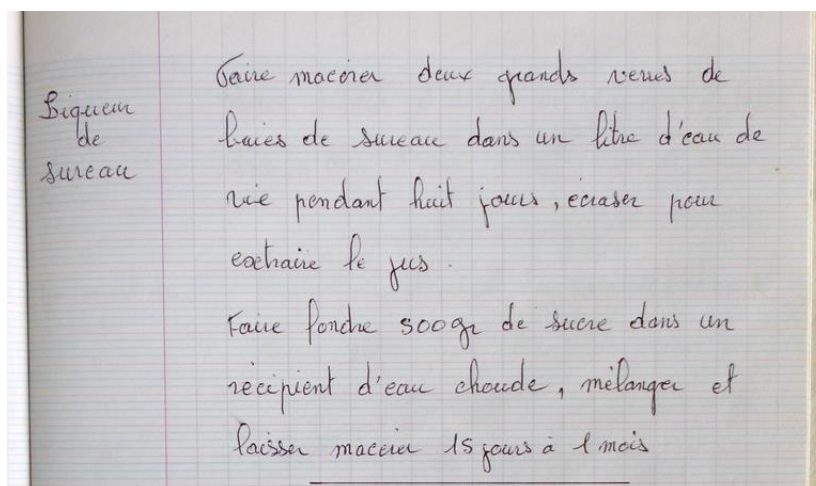 Liqueur
de
sureau
Faire macérer deux grands verres de
baies de sureau dans un litre d'eau de
vie pendant huit jours, écraser pour
extraire le jus.
Faire fondre 500gr de sucre dans un
récipient d'eau chaude, mélanger et
laisser macérer 15 jours à 1 mois